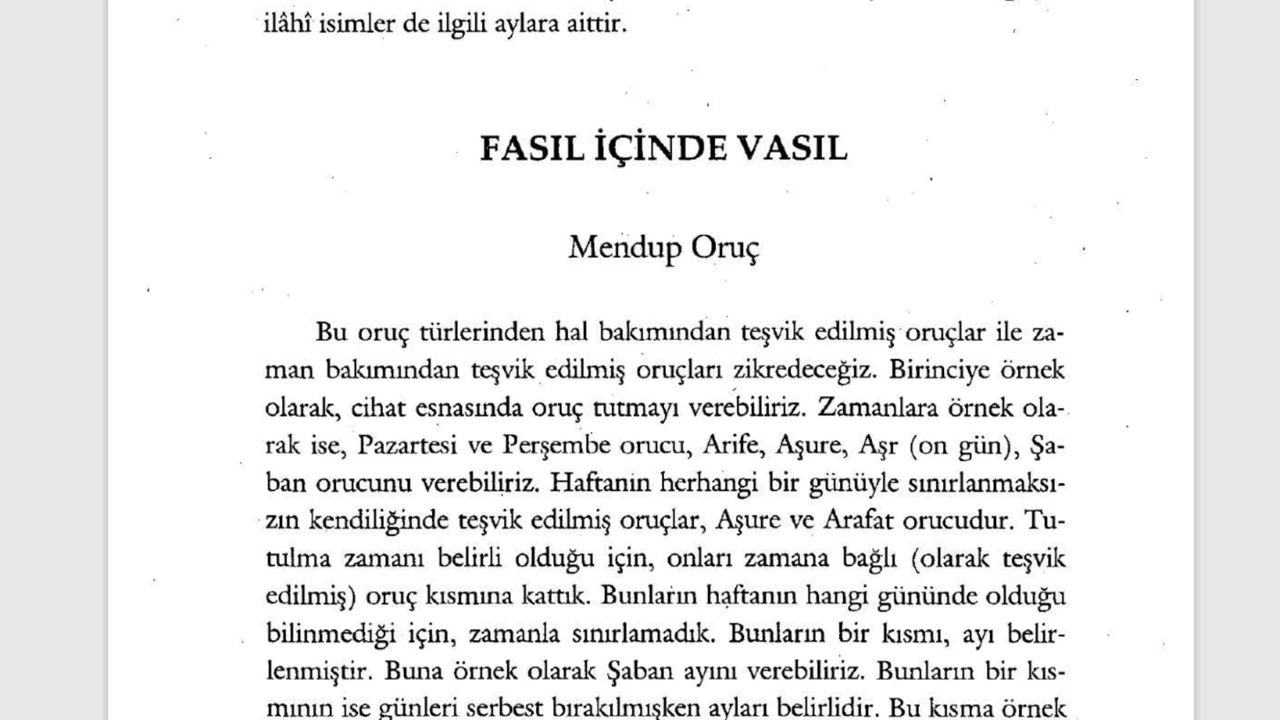 ilâhî isimler de ilgili aylara aittir.
FASIL İÇİNDE VASIL
Mendup Oruç
Bu oruç türlerinden hal bakımından teşvik edilmiş oruçlar ile za-
man bakımından teşvik edilmiş oruçları zikredeceğiz. Birinciye örnek
olarak, cihat esnasında oruç tutmayı verebiliriz. Zamanlara örnek ola-
rak ise, Pazartesi ve Perşembe orucu, Arife, Aşure, Aşr (on gün), Şa-
ban orucunu verebiliriz. Haftanın herhangi bir günüyle sınırlanmaksı-
zın kendiliğinde teşvik edilmiş oruçlar, Aşure ve Arafat orucudur. Tu-
tulma zamanı belirli olduğu için, onları zamana bağlı (olarak teşvik
edilmiş) oruç kısmına kattık. Bunların haftanın hangi gününde olduğu
bilinmediği için, zamanla sınırlamadık. Bunların bir kısmı, ayı belir-
lenmiştir. Buna örnek olarak Şaban ayını verebiliriz. Bunların bir kıs-
mının ise günleri serbest bırakılmışken ayları belirlidir. Bu kısma örnek